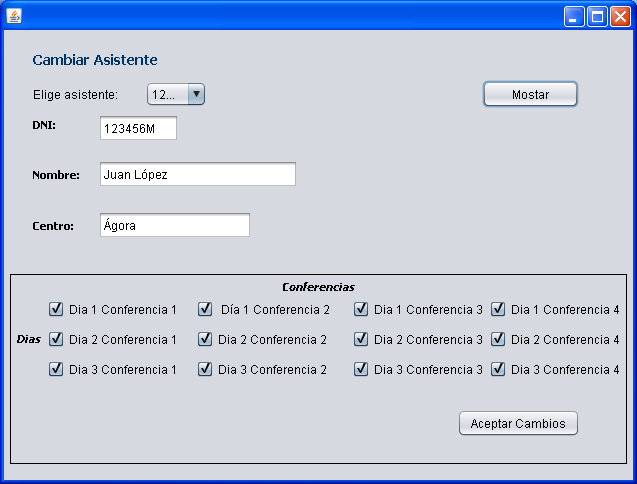 Cambiar Asistente
Elige asistente: 12... Mostar
DNI: 123456M
Nombre: Juan López
Centro: Ágora
Conferencias
Dia 1 Conferencia 1 Día 1 Conferencia 2 Dia 1 Conferencia 3 Dia 1 Conferencia 4
Dias Dia 2 Conferencia 1 Dia 2 Conferencia 2 Dia 2 Conferencia 3 Dia 2 Conferencia 4
Dia 3 Conferencia 1 Dia 3 Conferencia 2 Dia 3 Conferencia 3 Dia 3 Conferencia 4
Aceptar Cambios